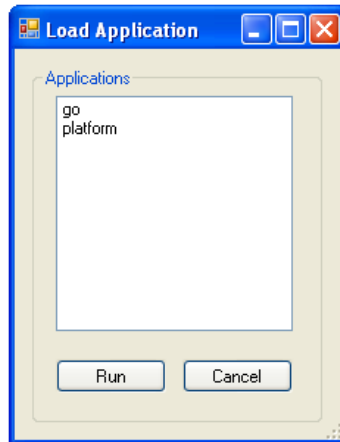 Load Application
Applications
go
platform
Run Cancel